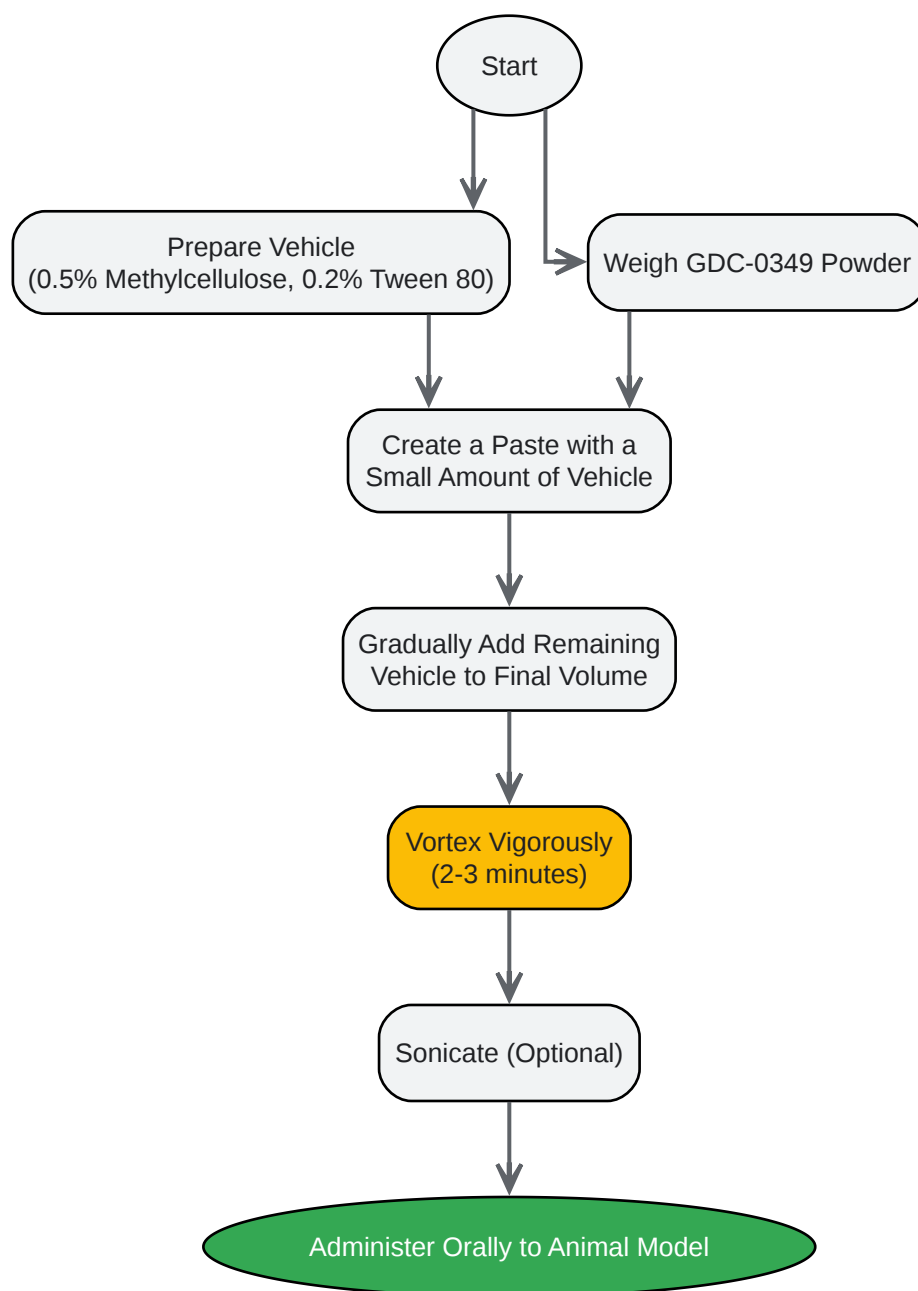 Start
Prepare Vehicle
(0.5% Methylcellulose, 0.2% Tween 80)
Weigh GDC-0349 Powder
Create a Paste with a
Small Amount of Vehicle
Gradually Add Remaining
Vehicle to Final Volume
Vortex Vigorously
(2-3 minutes)
Sonicate (Optional)
Administer Orally to Animal Model